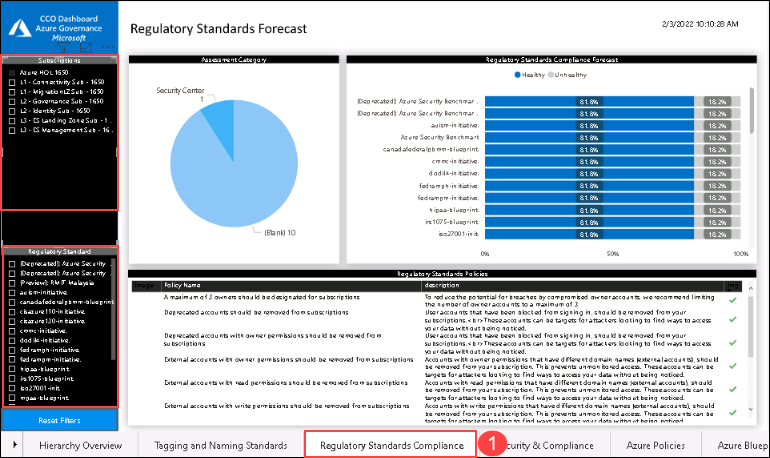 CCO Dashboard
Azure Governance
Microsoft
Regulatory Standards Forecast
2/3/2022 10:10:28 AM
Subscriptions
Azure HOL 1650
L1 - Connectivity Sub - 1650
L1 - Migration LZ Sub - 1650
L2 - Governance Sub - 1650
L2 - Identity Sub - 1650
L3 - ES Landing Zone Sub - 1...
L3 - ES Management Sub - 16...
Regulatory Standard
[Deprecated]: Azure Security ...
[Deprecated]: Azure Security ...
[Preview]: RMIT Malaysia
auism-initiative.
canadafederalpbmm-blueprint.
cisazure110-initiative.
cisazure130-initiative.
cmmc-initiative.
dodil4-initiative.
fedramph-initiative.
fedrampm-initiative.
hipaa-blueprint.
irs1075-blueprint.
iso27001-init.
mpaa-blueprint.
Reset Filters
Assessment Category
Security Center
1
(Blank) 10
Regulatory Standards Compliance Forecast
Healthy Unhealthy
[Deprecated]: Azure Security Benchmar... 81.8% 18.2%
[Deprecated]: Azure Security Benchmar... 81.8% 18.2%
auism-initiative. 81.8% 18.2%
Azure Security Benchmark 81.8% 18.2%
canadafederalpbmm-blueprint. 81.8% 18.2%
cmmc-initiative. 81.8% 18.2%
dodil4-initiative. 81.8% 18.2%
fedramph-initiative. 81.8% 18.2%
fedrampm-initiative. 81.8% 18.2%
hipaa-blueprint. 81.8% 18.2%
irs1075-blueprint. 81.8% 18.2%
iso27001-init. 81.8% 18.2%
0% 50% 100%
Regulatory Standards Policies
Image Policy Name description Img
A maximum of 3 owners should be designated for subscriptions
To reduce the potential for breaches by compromised owner accounts, we recommend limiting
the number of owner accounts to a maximum of 3
Deprecated accounts should be removed from subscriptions
User accounts that have been blocked from signing in, should be removed from your
subscriptions.<br>These accounts can be targets for attackers looking to find ways to access
your data without being noticed.
Deprecated accounts with owner permissions should be removed from
subscriptions
User accounts that have been blocked from signing in, should be removed from your
subscriptions.<br>These accounts can be targets for attackers looking to find ways to access
your data without being noticed.
External accounts with owner permissions should be removed from subscriptions
Accounts with owner permissions that have different domain names (external accounts), should
be removed from your subscription. This prevents unmonitored access. These accounts can be
targets for attackers looking to find ways to access your data without being noticed.
External accounts with read permissions should be removed from subscriptions
Accounts with read permissions that have different domain names (external accounts), should
be removed from your subscription. This prevents unmonitored access. These accounts can be
targets for attackers looking to find ways to access your data without being noticed.
External accounts with write permissions should be removed from subscriptions
Accounts with write permissions that have different domain names (external accounts), should
be removed from your subscription. This prevents unmonitored access. These accounts can be
targets for attackers looking to find ways to access your data without being noticed.
Hierarchy Overview Tagging and Naming Standards Regulatory Standards Compliance 1 curity & Compliance Azure Policies Azure Bluep